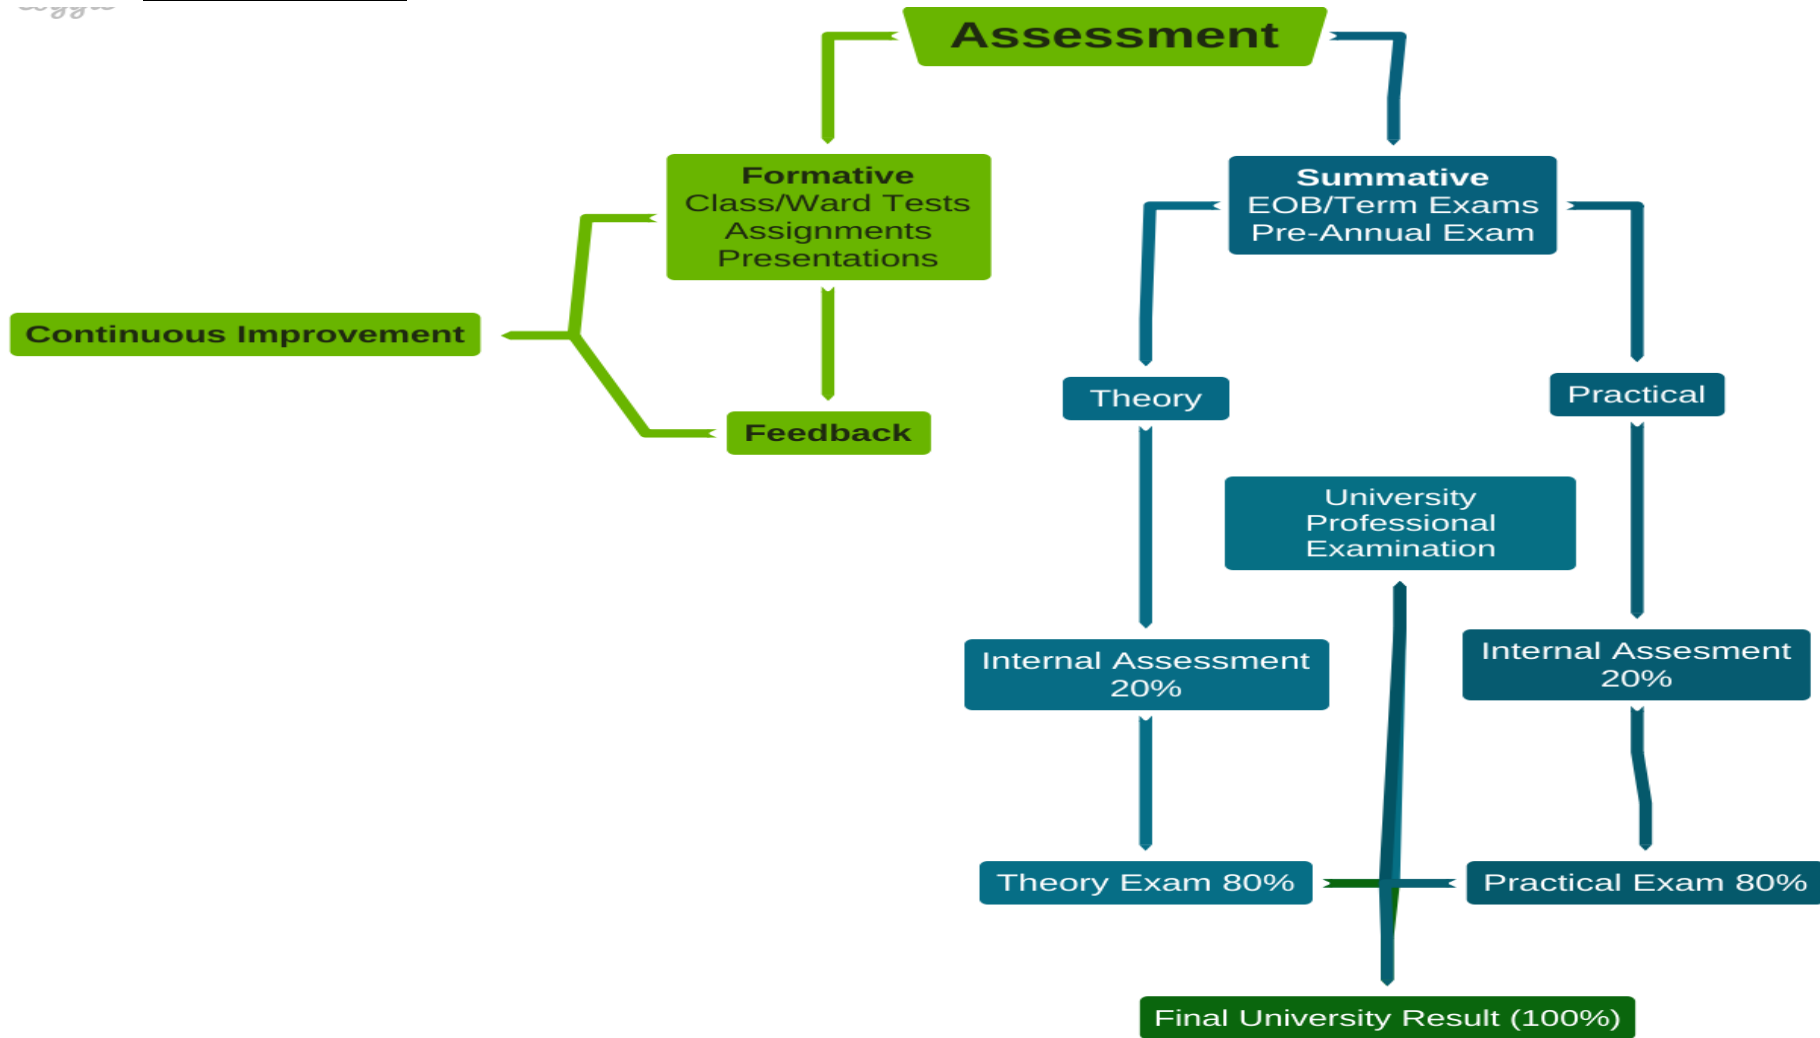 Assessment
Formative
Class/Ward Tests
Assignments
Presentations
Summative
EOB/Term Exams
Pre-Annual Exam
Continuous Improvement
Feedback
Theory
Practical
University
Professional
Examination
Internal Assessment
20%
Internal Assesment
20%
Theory Exam 80%
Practical Exam 80%
Final University Result (100%)